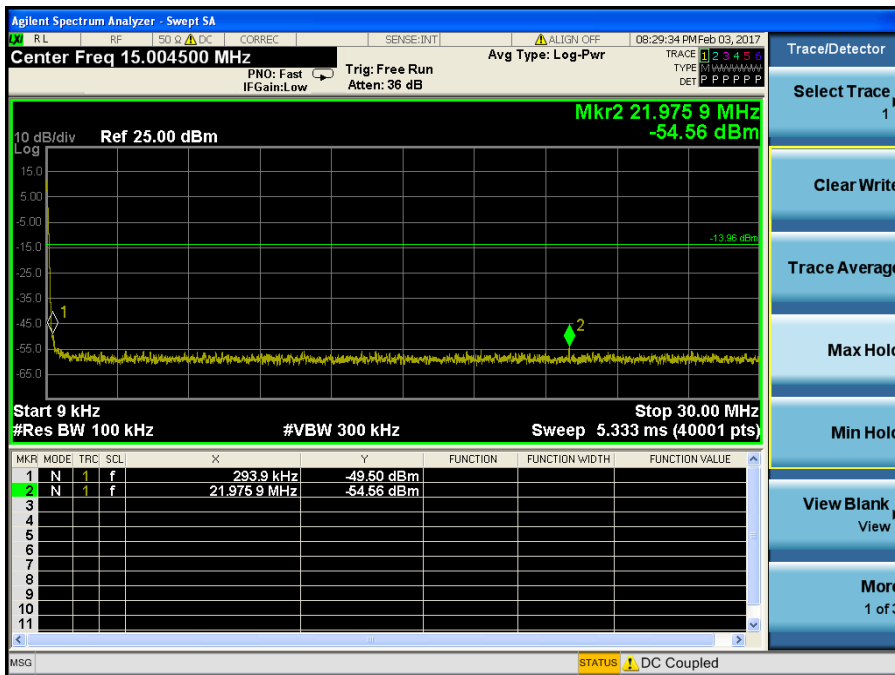 Agilent Spectrum Analyzer - Swept SA
LXI RL RF 50 Ω DC CORREC SENSE:INT ALIGN OFF 08:29:34 PM Feb 03, 2017
Center Freq 15.004500 MHz
PNO: Fast
IFGain:Low
Trig: Free Run
Atten: 36 dB
Avg Type: Log-Pwr
TRACE 1 2 3 4 5 6
TYPE M W W W W W
DET P P P P P P
Mkr2 21.975 9 MHz
-54.56 dBm
10 dB/div Ref 25.00 dBm
Log
15.0
5.00
-5.00
-15.0
-25.0
-35.0
-45.0
-55.0
-65.0
-13.96 dBm
1
2
Start 9 kHz
Stop 30.00 MHz
#Res BW 100 kHz
#VBW 300 kHz
Sweep 5.333 ms (40001 pts)
MKR MODE TRC SCL X Y FUNCTION FUNCTION WIDTH FUNCTION VALUE
1 N 1 f 293.9 kHz -49.50 dBm
2 N 1 f 21.975 9 MHz -54.56 dBm
3
4
5
6
7
8
9
10
11
MSG
STATUS DC Coupled
Trace/Detector
Select Trace
1
Clear Write
Trace Average
Max Hold
Min Hold
View Blank
View
More
1 of 3